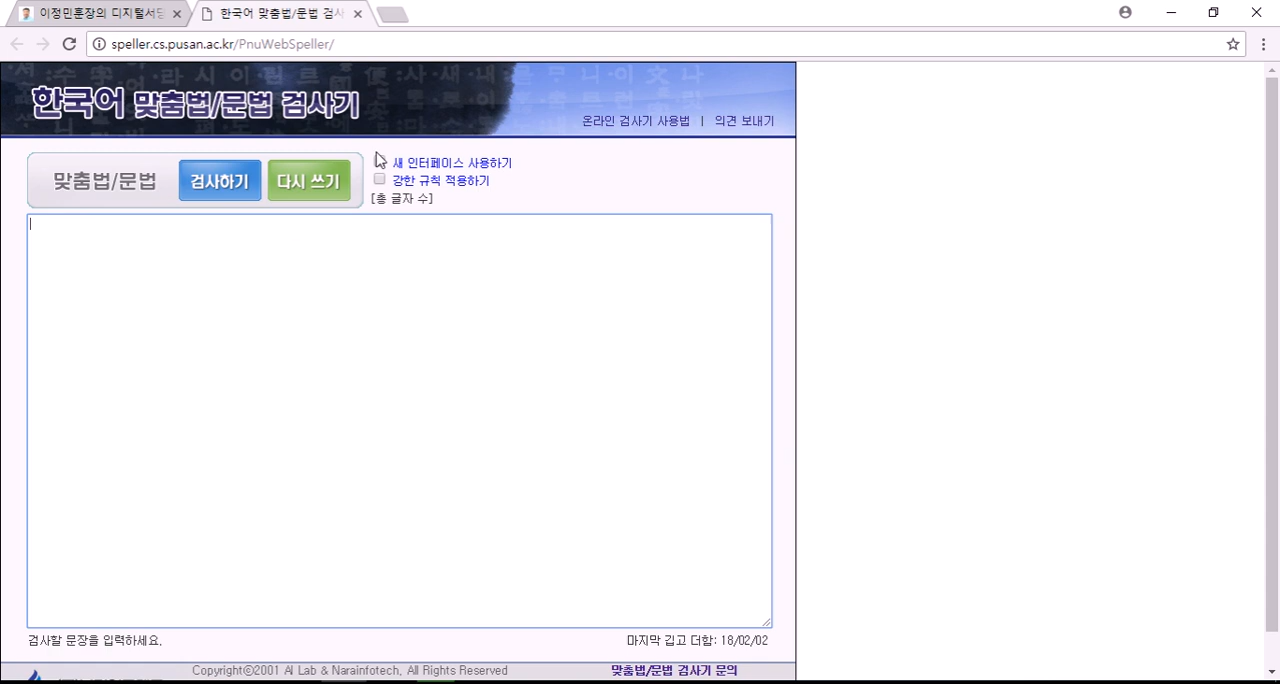 이정민훈장의 디지털서당
한국어 맞춤법/문법 검사
speller.cs.pusan.ac.kr/PnuWebSpeller/
한국어 맞춤법/문법 검사기
온라인 검사기 사용법 | 의견 보내기
맞춤법/문법 검사하기 다시 쓰기
새 인터페이스 사용하기
강한 규칙 적용하기
[총 글자 수]
검사할 문장을 입력하세요.
마지막 깁고 더함: 18/02/02
Copyright©2001 AI Lab & Narainfotech, All Rights Reserved
맞춤법/문법 검사기 문의